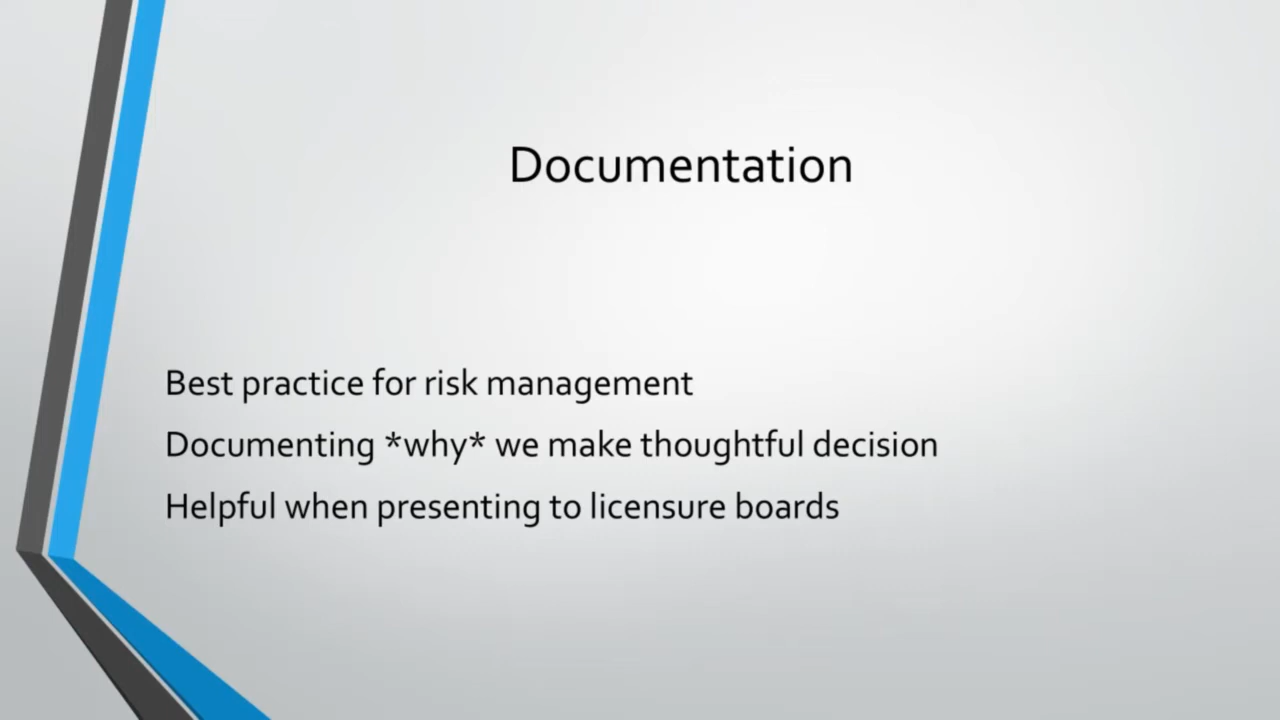 Documentation
Best practice for risk management
Documenting *why* we make thoughtful decision
Helpful when presenting to licensure boards